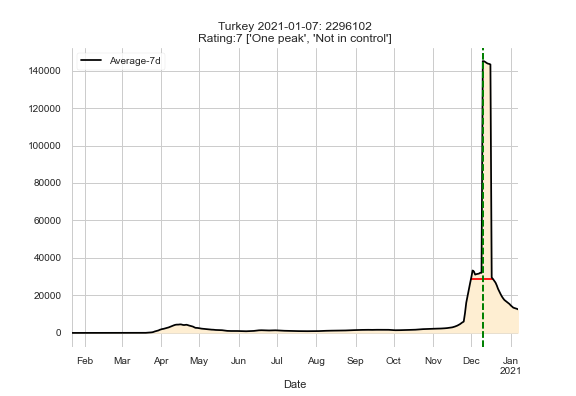 Turkey 2021-01-07: 2296102
Rating:7 ['One peak', 'Not in control']
Average-7d
140000
120000
100000
80000
60000
40000
20000
0
Feb Mar Apr May Jun Jul Aug Sep Oct Nov Dec Jan
2021
Date